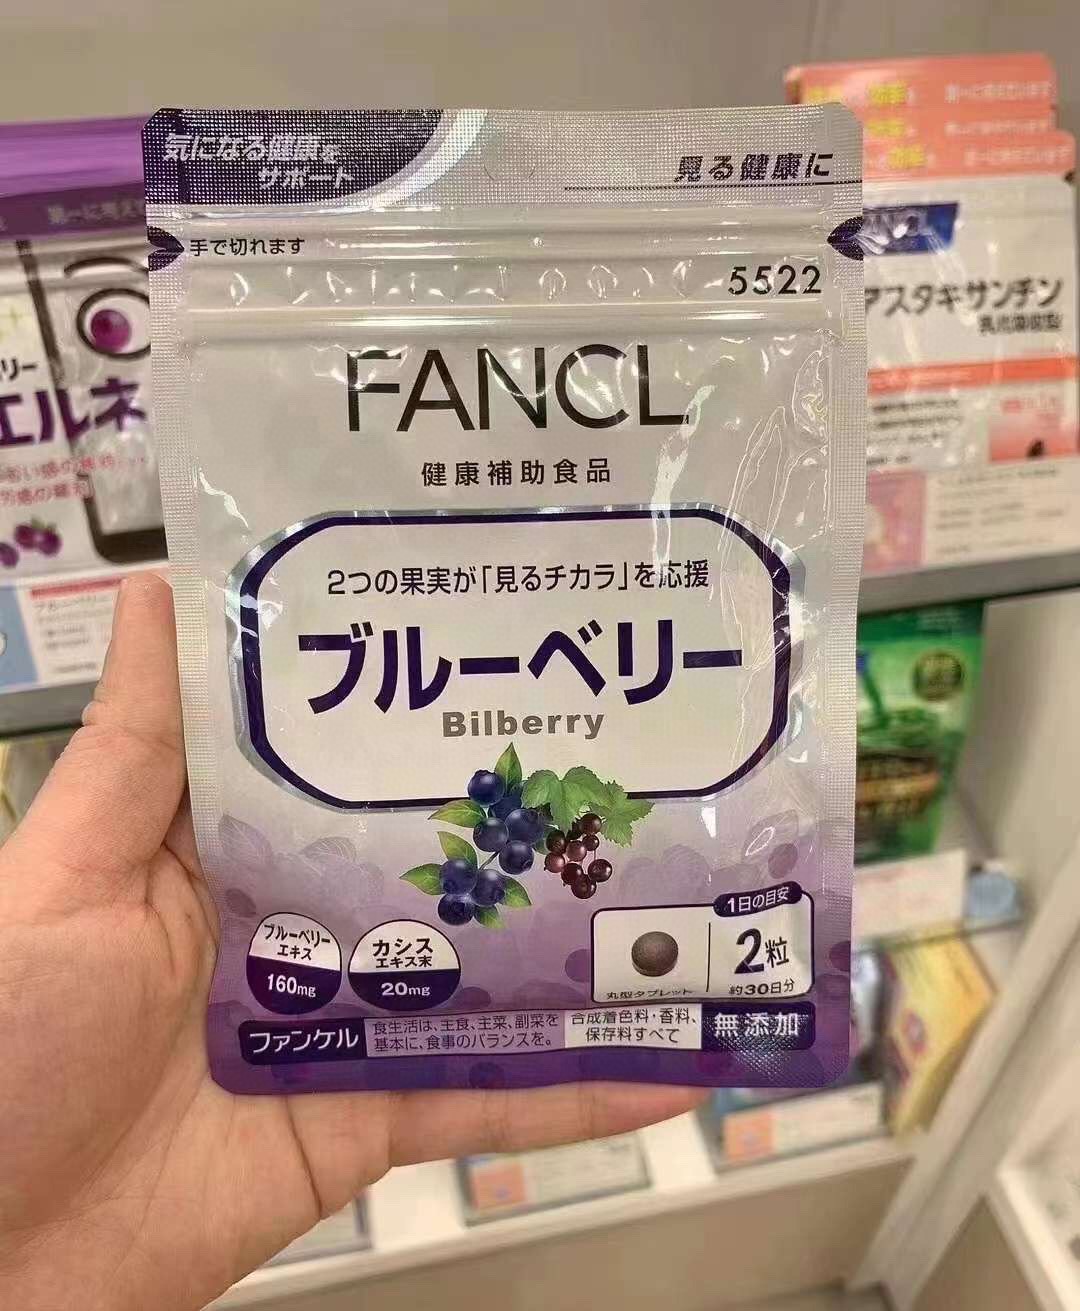 気になる健康を
サポート
見る健康に
手で切れます
5522
FANCL
健康補助食品
2つの果実が「見るチカラ」を応援
ブルーベリー
Bilberry
ブルーベリー
エキス
160mg
カシス
エキス末
20mg
1日の目安
2粒
約30日分
丸型タブレット
ファンケル
食生活は、主食、主菜、副菜を
基本に、食事のバランスを。
合成着色料・香料、
保存料すべて
無添加
リー
エルネ
FANCL
アスタキサンチン